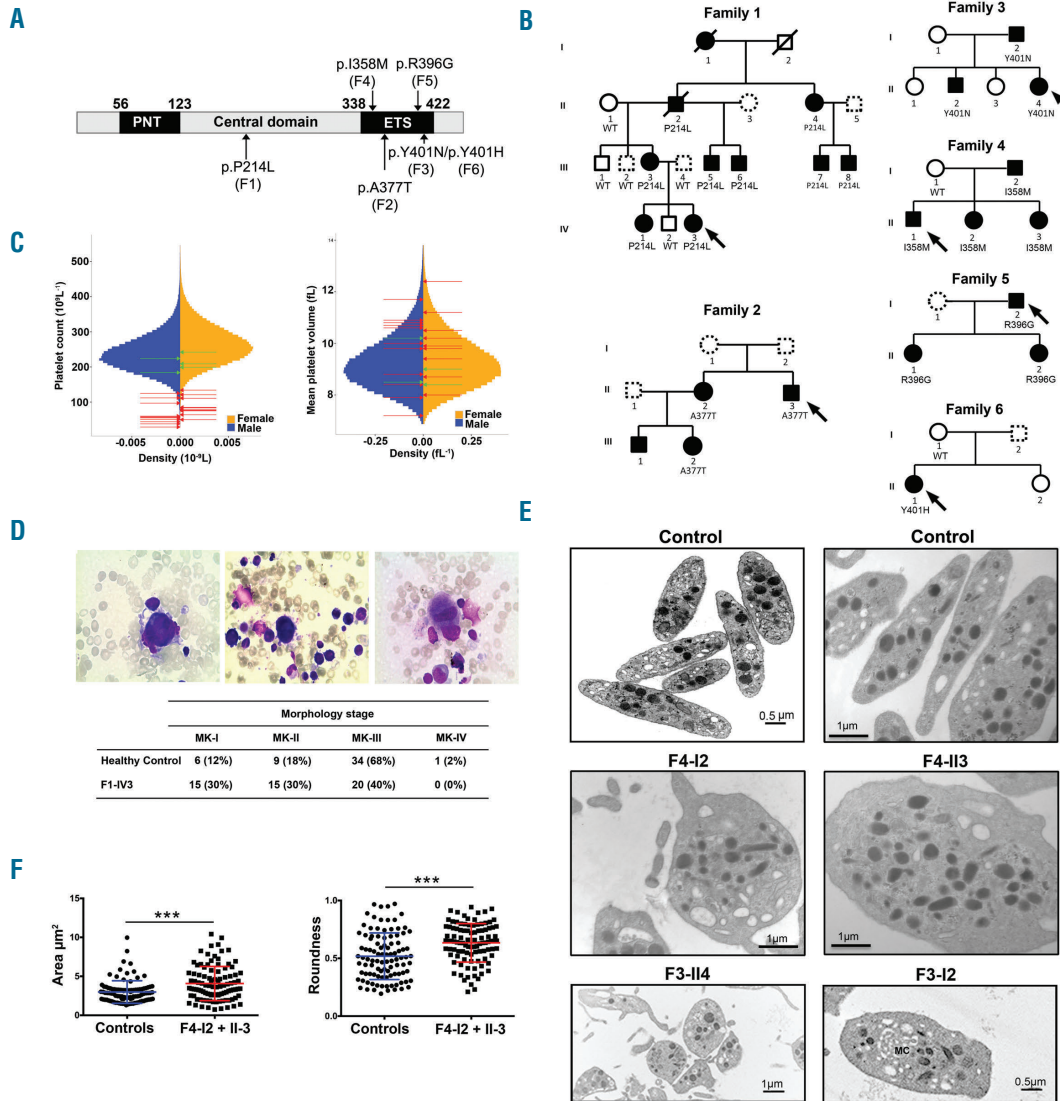 A
p.I358M p.R396G
(F4) (F5)
56 123 338 422
PNT Central domain ETS
p.P214L
(F1)
p.A377T
(F2)
p.Y401N/p.Y401H
(F3) (F6)
B
Family 1
I
1 2
II
1 2 3 4 5
WT P214L P214L
III
1 2 3 4 5 6 7 8
WT WT P214L WT P214L P214L P214L P214L
IV
1 2 3
P214L WT P214L
Family 2
I
1 2
II
1 2 3
A377T A377T
III
1 2
A377T
Family 3
I
1 2
Y401N
II
1 2 3 4
Y401N Y401N
Family 4
I
1 2
WT I358M
II
1 2 3
I358M I358M I358M
Family 5
I
1 2
R396G
II
1 2
R396G R396G
Family 6
I
1 2
WT
II
1 2
Y401H
C
Platelet count (10⁹L⁻¹)
500
400
300
200
100
Female
Male
-0.005 0.000 0.005
Density (10⁻⁹L)
Mean platelet volume (fL)
14
12
10
8
Female
Male
-0.25 0.00 0.25
Density (fL⁻¹)
D
Morphology stage
MK-I MK-II MK-III MK-IV
Healthy Control 6 (12%) 9 (18%) 34 (68%) 1 (2%)
F1-IV3 15 (30%) 15 (30%) 20 (40%) 0 (0%)
E
Control
0.5 µm
Control
1µm
F4-I2
1µm
F4-II3
1µm
F3-II4
1µm
F3-I2
MC
0.5µm
F
Area µm²
15
10
5
0
***
Controls F4-I2 + II-3
Roundness
1.0
0.5
0.0
***
Controls F4-I2 + II-3